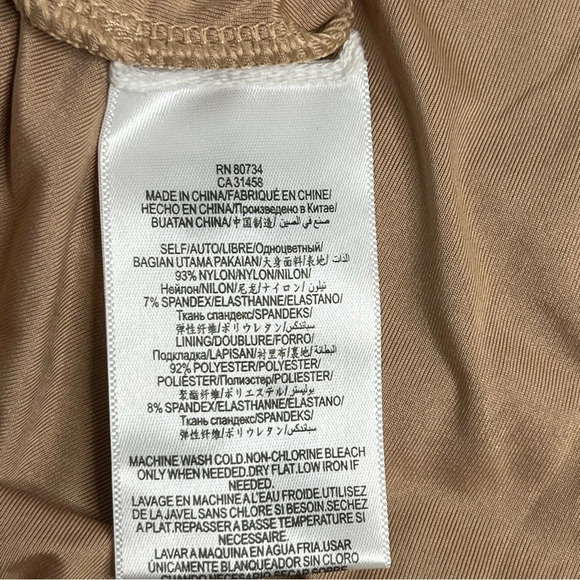 RN 80734
CA 31458
MADE IN CHINA/FABRIQUÉ EN CHINE/
HECHO EN CHINA/Произведено в Китае/
BUATAN CHINA/中国制造/صنع في الصين/
SELF/AUTO/LIBRE/Одноцветный/
BAGIAN UTAMA PAKAIAN/大身面料/表地/الذات/
93% NYLON/NYLON/NILON/
Нейлон/NILON/尼龙/ナイロン/نيلون/
7% SPANDEX/ELASTHANNE/ELASTANO/
Ткань спандекс/SPANDEKS/
弹性纤维/ポリウレタン/سباندكس/
LINING/DOUBLURE/FORRO/
Подкладка/LAPISAN/衬里布/裏地/البطانة/
92% POLYESTER/POLYESTER/
POLIÉSTER/Полиэстер/POLIESTER/
聚酯纤维/ポリエステル/بوليستر/
8% SPANDEX/ELASTHANNE/ELASTANO/
Ткань спандекс/SPANDEKS/
弹性纤维/ポリウレタン/سباندكس/
MACHINE WASH COLD.NON-CHLORINE BLEACH
ONLY WHEN NEEDED.DRY FLAT.LOW IRON IF
NEEDED.
LAVAGE EN MACHINE A L'EAU FROIDE.UTILISEZ
DE LA JAVEL SANS CHLORE SI BESOIN. SECHEZ
A PLAT.REPASSER A BASSE TEMPERATURE SI
NECESSAIRE.
LAVAR A MAQUINA EN AGUA FRIA.USAR
ÚNICAMENTE BLANQUEADOR SIN CLORO
CUANDO NECESARIO SECAR SOBRE